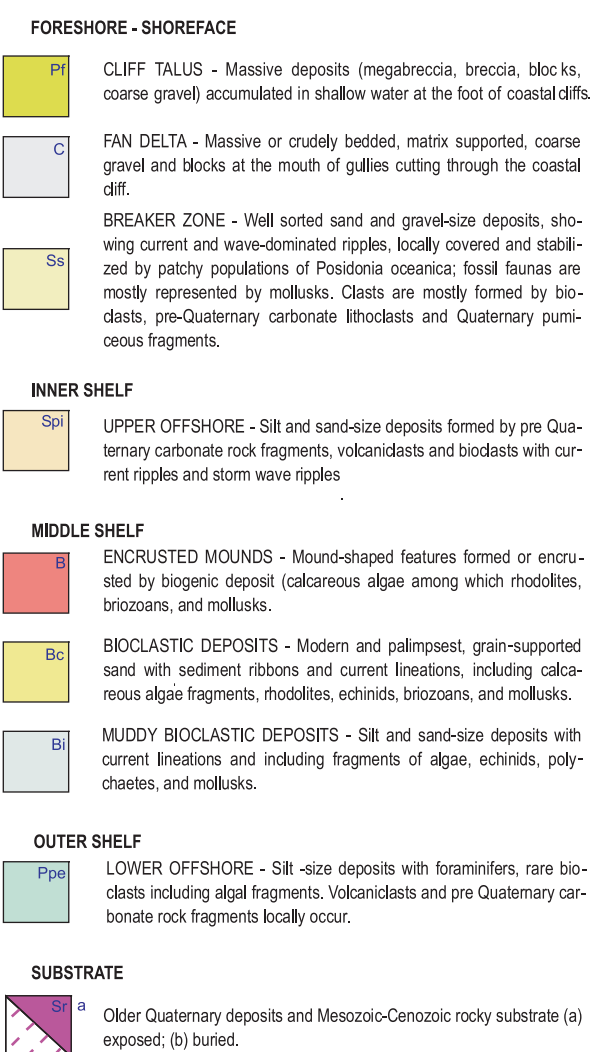 FORESHORE - SHOREFACE
Pf
CLIFF TALUS - Massive deposits (megabreccia, breccia, bloc ks,
coarse gravel) accumulated in shallow water at the foot of coastal cliffs.
C
FAN DELTA - Massive or crudely bedded, matrix supported, coarse
gravel and blocks at the mouth of gullies cutting through the coastal
cliff.
BREAKER ZONE - Well sorted sand and gravel-size deposits, sho-
wing current and wave-dominated ripples, locally covered and stabili-
Ss
zed by patchy populations of Posidonia oceanica; fossil faunas are
mostly represented by mollusks. Clasts are mostly formed by bio-
clasts, pre-Quaternary carbonate lithoclasts and Quaternary pumi-
ceous fragments.
INNER SHELF
Spi
UPPER OFFSHORE - Silt and sand-size deposits formed by pre Qua-
ternary carbonate rock fragments, volcaniclasts and bioclasts with cur-
rent ripples and storm wave ripples
.
MIDDLE SHELF
B
ENCRUSTED MOUNDS - Mound-shaped features formed or encru-
sted by biogenic deposit (calcareous algae among which rhodolites,
briozoans, and mollusks.
Bc
BIOCLASTIC DEPOSITS - Modern and palimpsest, grain-supported
sand with sediment ribbons and current lineations, including calca-
reous algae fragments, rhodolites, echinids, briozoans, and mollusks.
Bi
MUDDY BIOCLASTIC DEPOSITS - Silt and sand-size deposits with
current lineations and including fragments of algae, echinids, poly-
chaetes, and mollusks.
OUTER SHELF
Ppe
LOWER OFFSHORE - Silt -size deposits with foraminifers, rare bio-
clasts including algal fragments. Volcaniclasts and pre Quaternary car-
bonate rock fragments locally occur.
SUBSTRATE
Sr a
Older Quaternary deposits and Mesozoic-Cenozoic rocky substrate (a)
exposed; (b) buried.